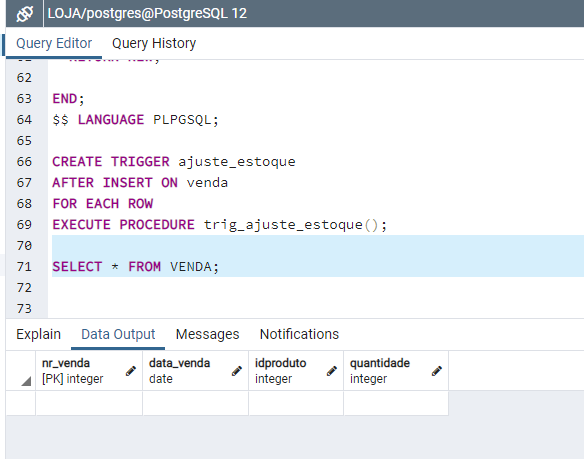 LOJA/postgres@PostgreSQL 12
Query Editor Query History
62
63 END;
64 $$ LANGUAGE PLPGSQL;
65
66 CREATE TRIGGER ajuste_estoque
67 AFTER INSERT ON venda
68 FOR EACH ROW
69 EXECUTE PROCEDURE trig_ajuste_estoque();
70
71 SELECT * FROM VENDA;
72
73
Explain Data Output Messages Notifications
nr_venda data_venda idproduto quantidade
[PK] integer date integer integer